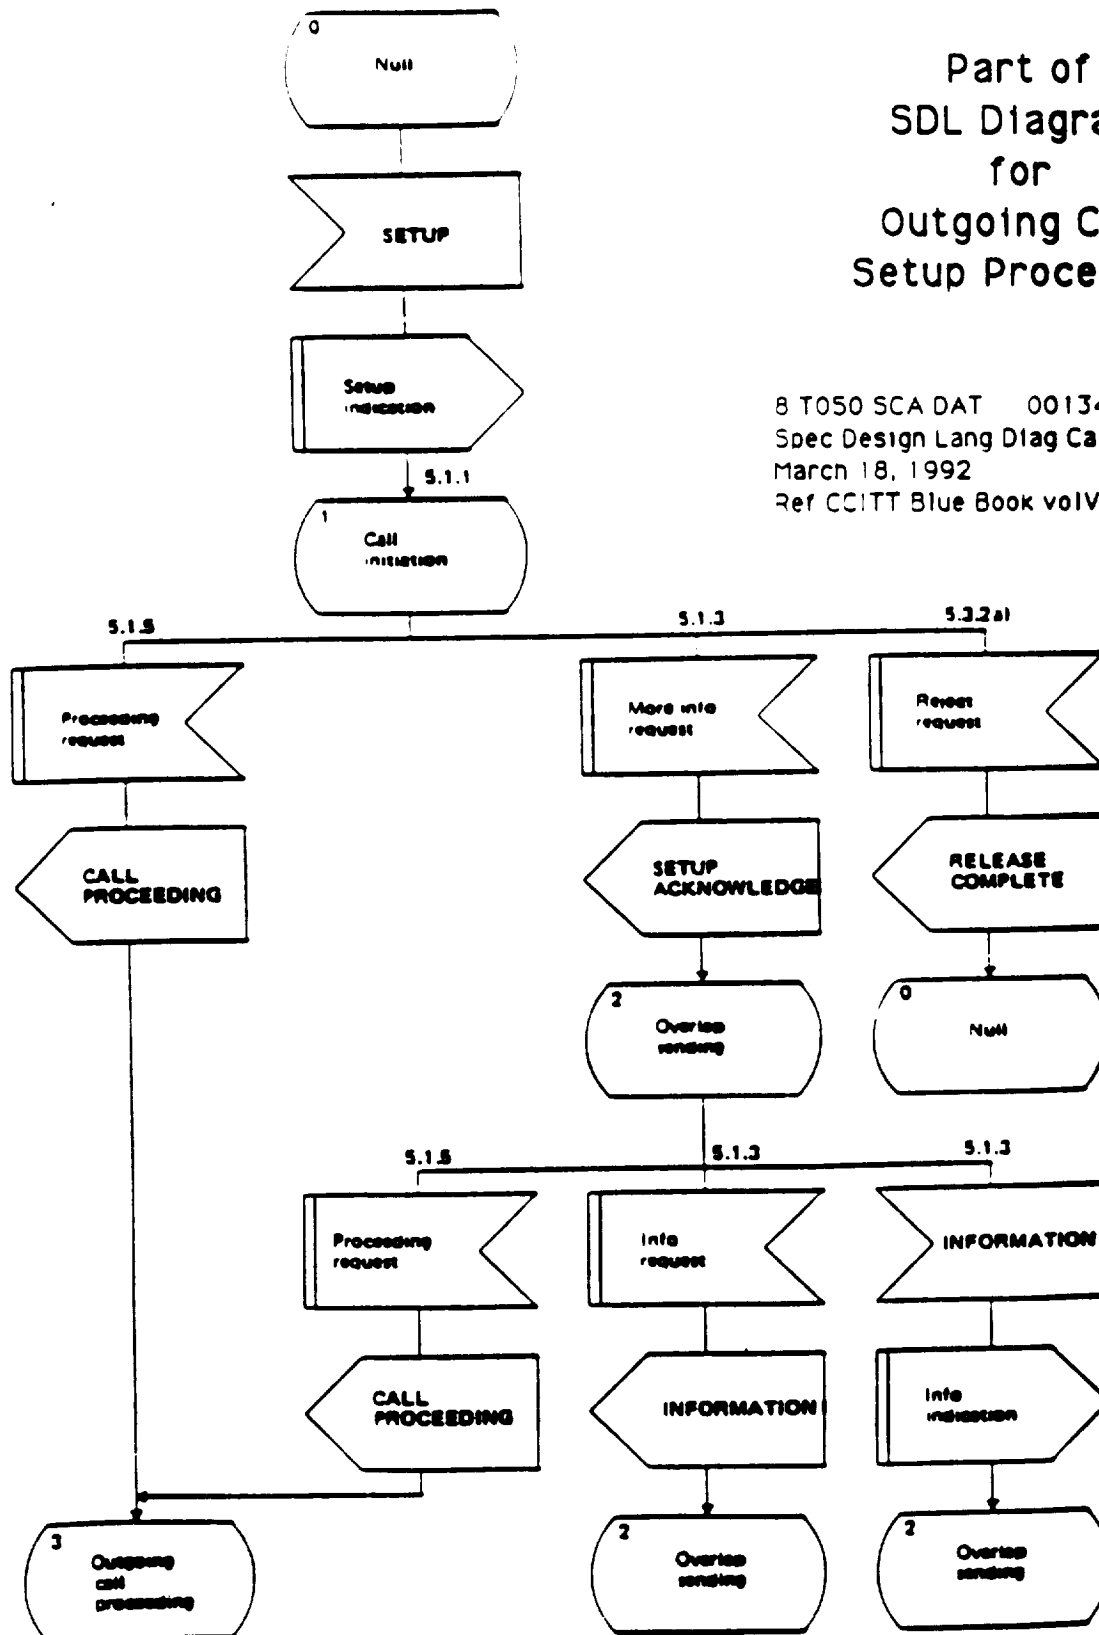 0
Null
Part of
SDL Diagra
for
Outgoing C
Setup Proce
SETUP
Setup
indication
8 T050 SCA DAT 00134
Spec Design Lang Diag Ca
March 18, 1992
Ref CCITT Blue Book volV
5.1.1
1
Call
initiation
5.1.5
5.1.3
5.3.2a)
Proceeding
request
More info
request
Reject
request
CALL
PROCEEDING
SETUP
ACKNOWLEDGE
RELEASE
COMPLETE
2
Overlap
sending
0
Null
5.1.5
5.1.3
5.1.3
Proceeding
request
Info
request
INFORMATION
CALL
PROCEEDING
INFORMATION
Info
indication
3
Outgoing
call
proceeding
2
Overlap
sending
2
Overlap
sending